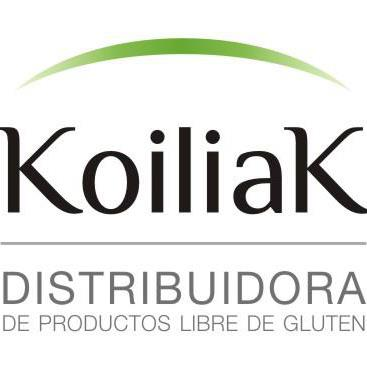 KoiliaK
DISTRIBUIDORA
DE PRODUCTOS LIBRE DE GLUTEN